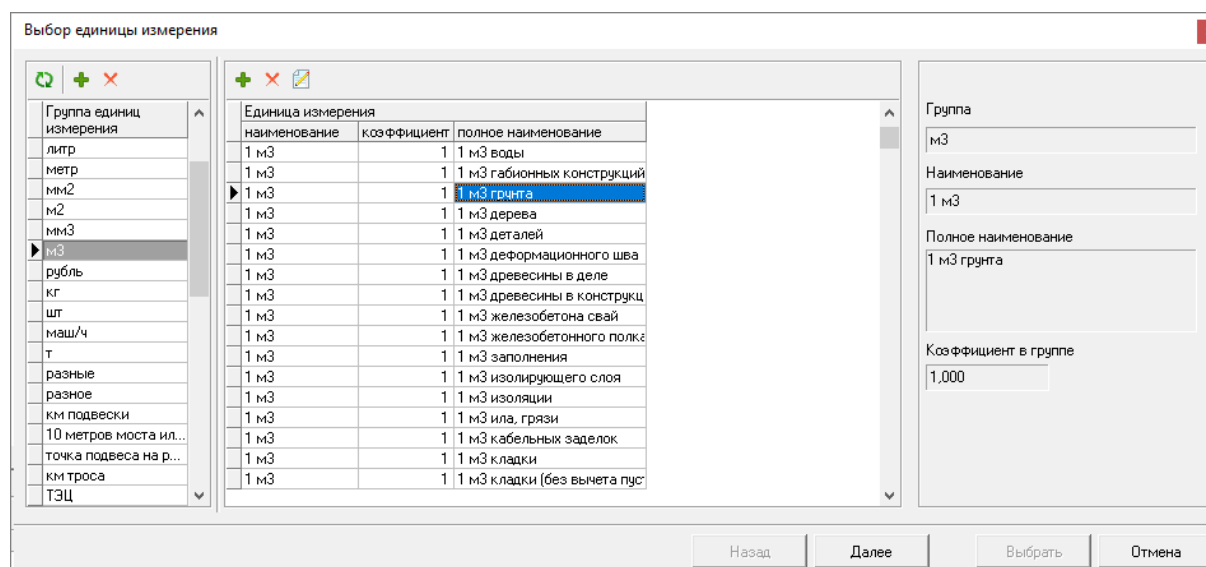 Выбор единицы измерения
Группа единиц
измерения
литр
метр
мм2
м2
мм3
м3
рубль
кг
шт
маш/ч
т
разные
разное
км подвески
10 метров моста ил...
точка подвеса на р...
км троса
ТЭЦ
Единица измерения
наименование коэффициент полное наименование
1 м3 1 1 м3 воды
1 м3 1 1 м3 габионных конструкций
1 м3 1 1 м3 грунта
1 м3 1 1 м3 дерева
1 м3 1 1 м3 деталей
1 м3 1 1 м3 деформационного шва
1 м3 1 1 м3 древесины в деле
1 м3 1 1 м3 древесины в конструкц
1 м3 1 1 м3 железобетона свай
1 м3 1 1 м3 железобетонного полка
1 м3 1 1 м3 заполнения
1 м3 1 1 м3 изолирующего слоя
1 м3 1 1 м3 изоляции
1 м3 1 1 м3 ила, грязи
1 м3 1 1 м3 кабельных заделок
1 м3 1 1 м3 кладки
1 м3 1 1 м3 кладки (без вычета пуст
Группа
м3
Наименование
1 м3
Полное наименование
1 м3 грунта
Коэффициент в группе
1,000
Назад Далее Выбрать Отмена